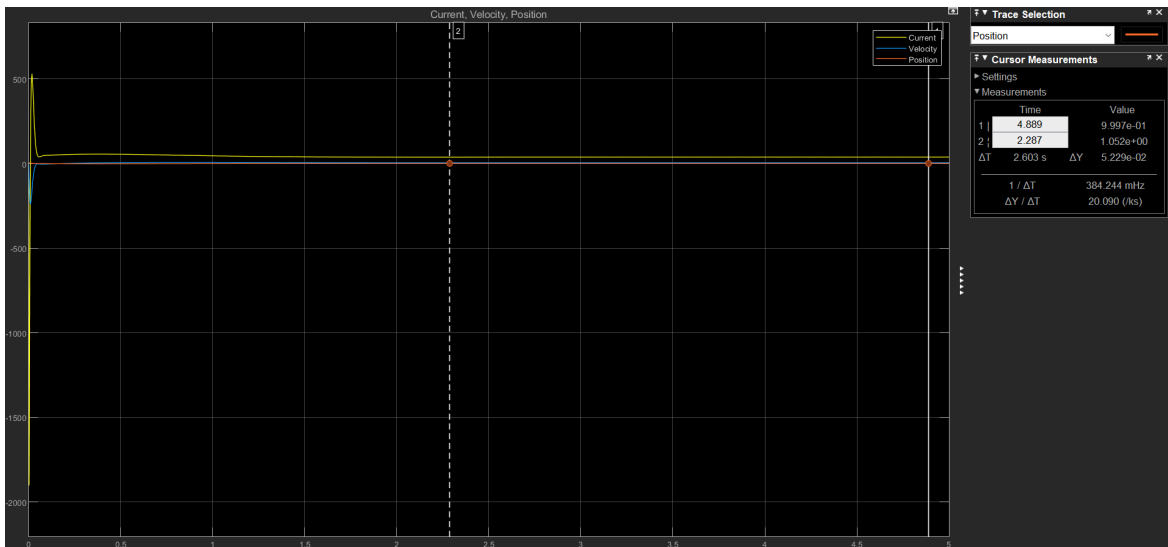 Current, Velocity, Position
2
1
Current
Velocity
Position
500
0
-500
-1000
-1500
-2000
0
0.5
1
1.5
2
2.5
3
3.5
4
4.5
5
Trace Selection
Position
Cursor Measurements
Settings
Measurements
Time Value
1 | 4.889 9.997e-01
2 ¦ 2.287 1.052e+00
ΔT 2.603 s ΔY 5.229e-02
1 / ΔT 384.244 mHz
ΔY / ΔT 20.090 (/ks)